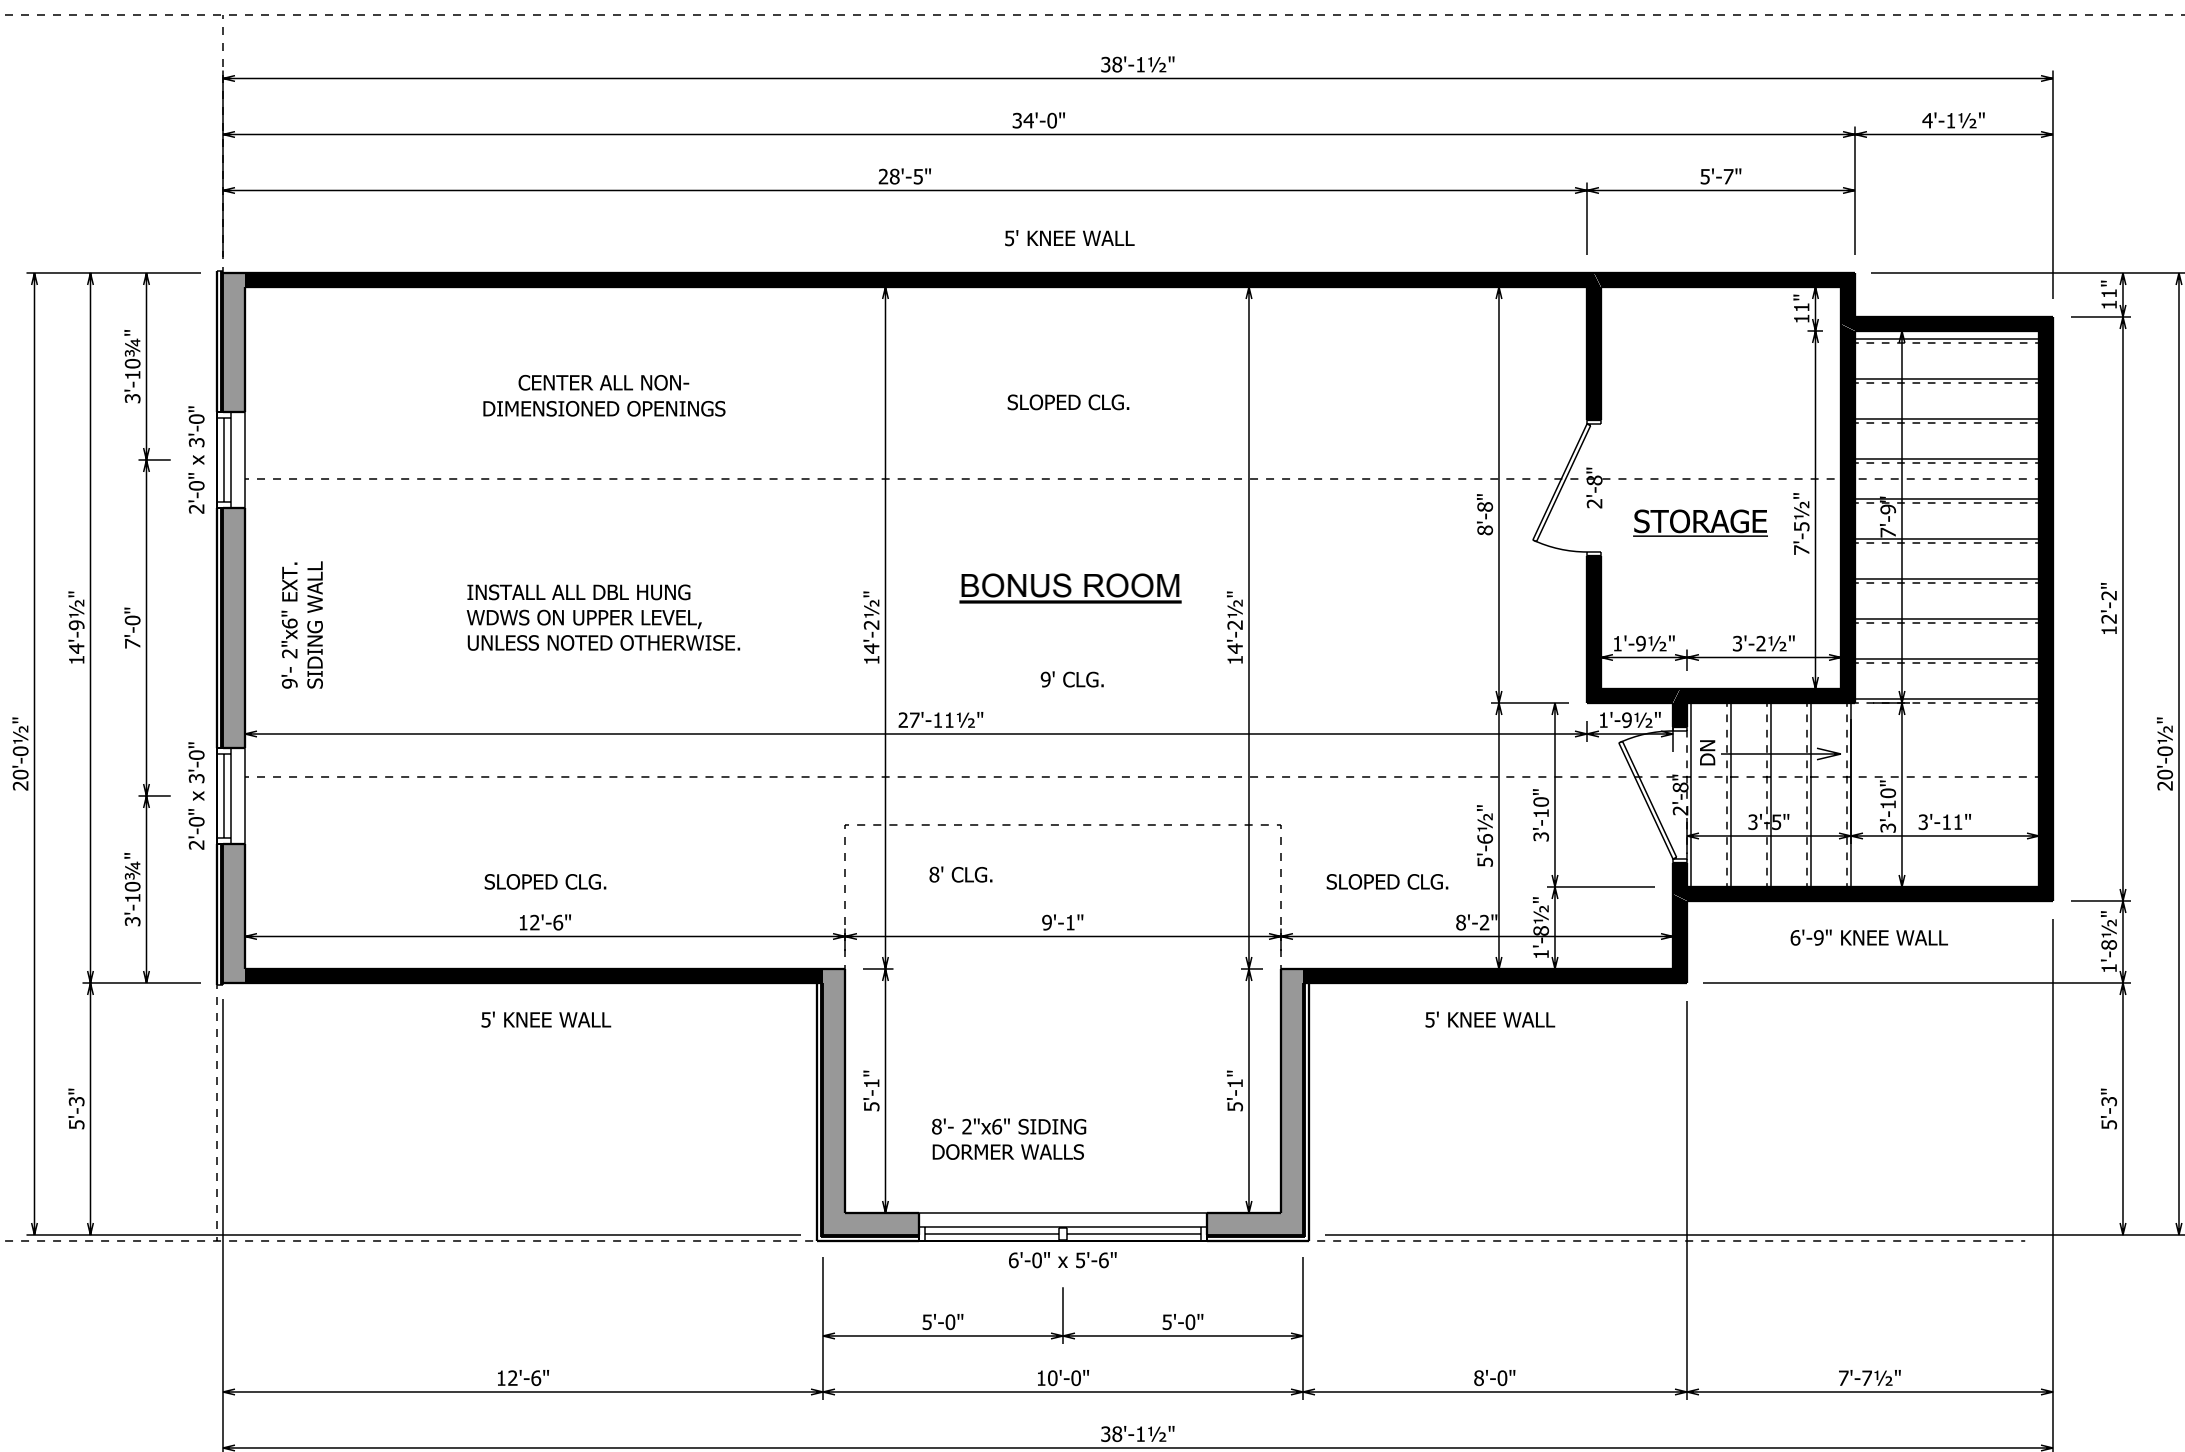 38'-1½"
34'-0"
4'-1½"
28'-5"
5'-7"
5' KNEE WALL
11"
11"
3'-10¾"
2'-0" x 3'-0"
CENTER ALL NON-
DIMENSIONED OPENINGS
SLOPED CLG.
2'-8"
8'-8"
STORAGE
7'-5½"
7'-9"
12'-2"
14'-9½"
7'-0"
9'- 2"x6" EXT.
SIDING WALL
INSTALL ALL DBL HUNG
WDWS ON UPPER LEVEL,
UNLESS NOTED OTHERWISE.
14'-2½"
BONUS ROOM
14'-2½"
9' CLG.
1'-9½"
3'-2½"
27'-11½"
1'-9½"
20'-0½"
20'-0½"
2'-0" x 3'-0"
DN
2'-8"
3'-10"
5'-6½"
3'-5"
3'-10"
3'-11"
3'-10¾"
SLOPED CLG.
8' CLG.
SLOPED CLG.
12'-6"
9'-1"
8'-2"
1'-8½"
6'-9" KNEE WALL
1'-8½"
5' KNEE WALL
5' KNEE WALL
5'-3"
5'-1"
5'-1"
5'-3"
8'- 2"x6" SIDING
DORMER WALLS
6'-0" x 5'-6"
5'-0"
5'-0"
12'-6"
10'-0"
8'-0"
7'-7½"
38'-1½"